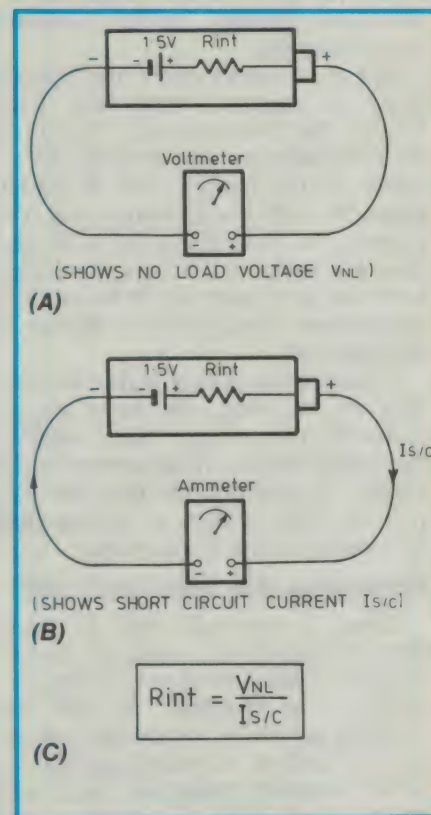 1·5V Rint
− - + +
Voltmeter
- +
(SHOWS NO LOAD VOLTAGE VNL)
(A)
1·5V Rint
− - + +
Is/c
Ammeter
- +
(SHOWS SHORT CIRCUIT CURRENT Is/c)
(B)
Rint = VNL / Is/c
(C)